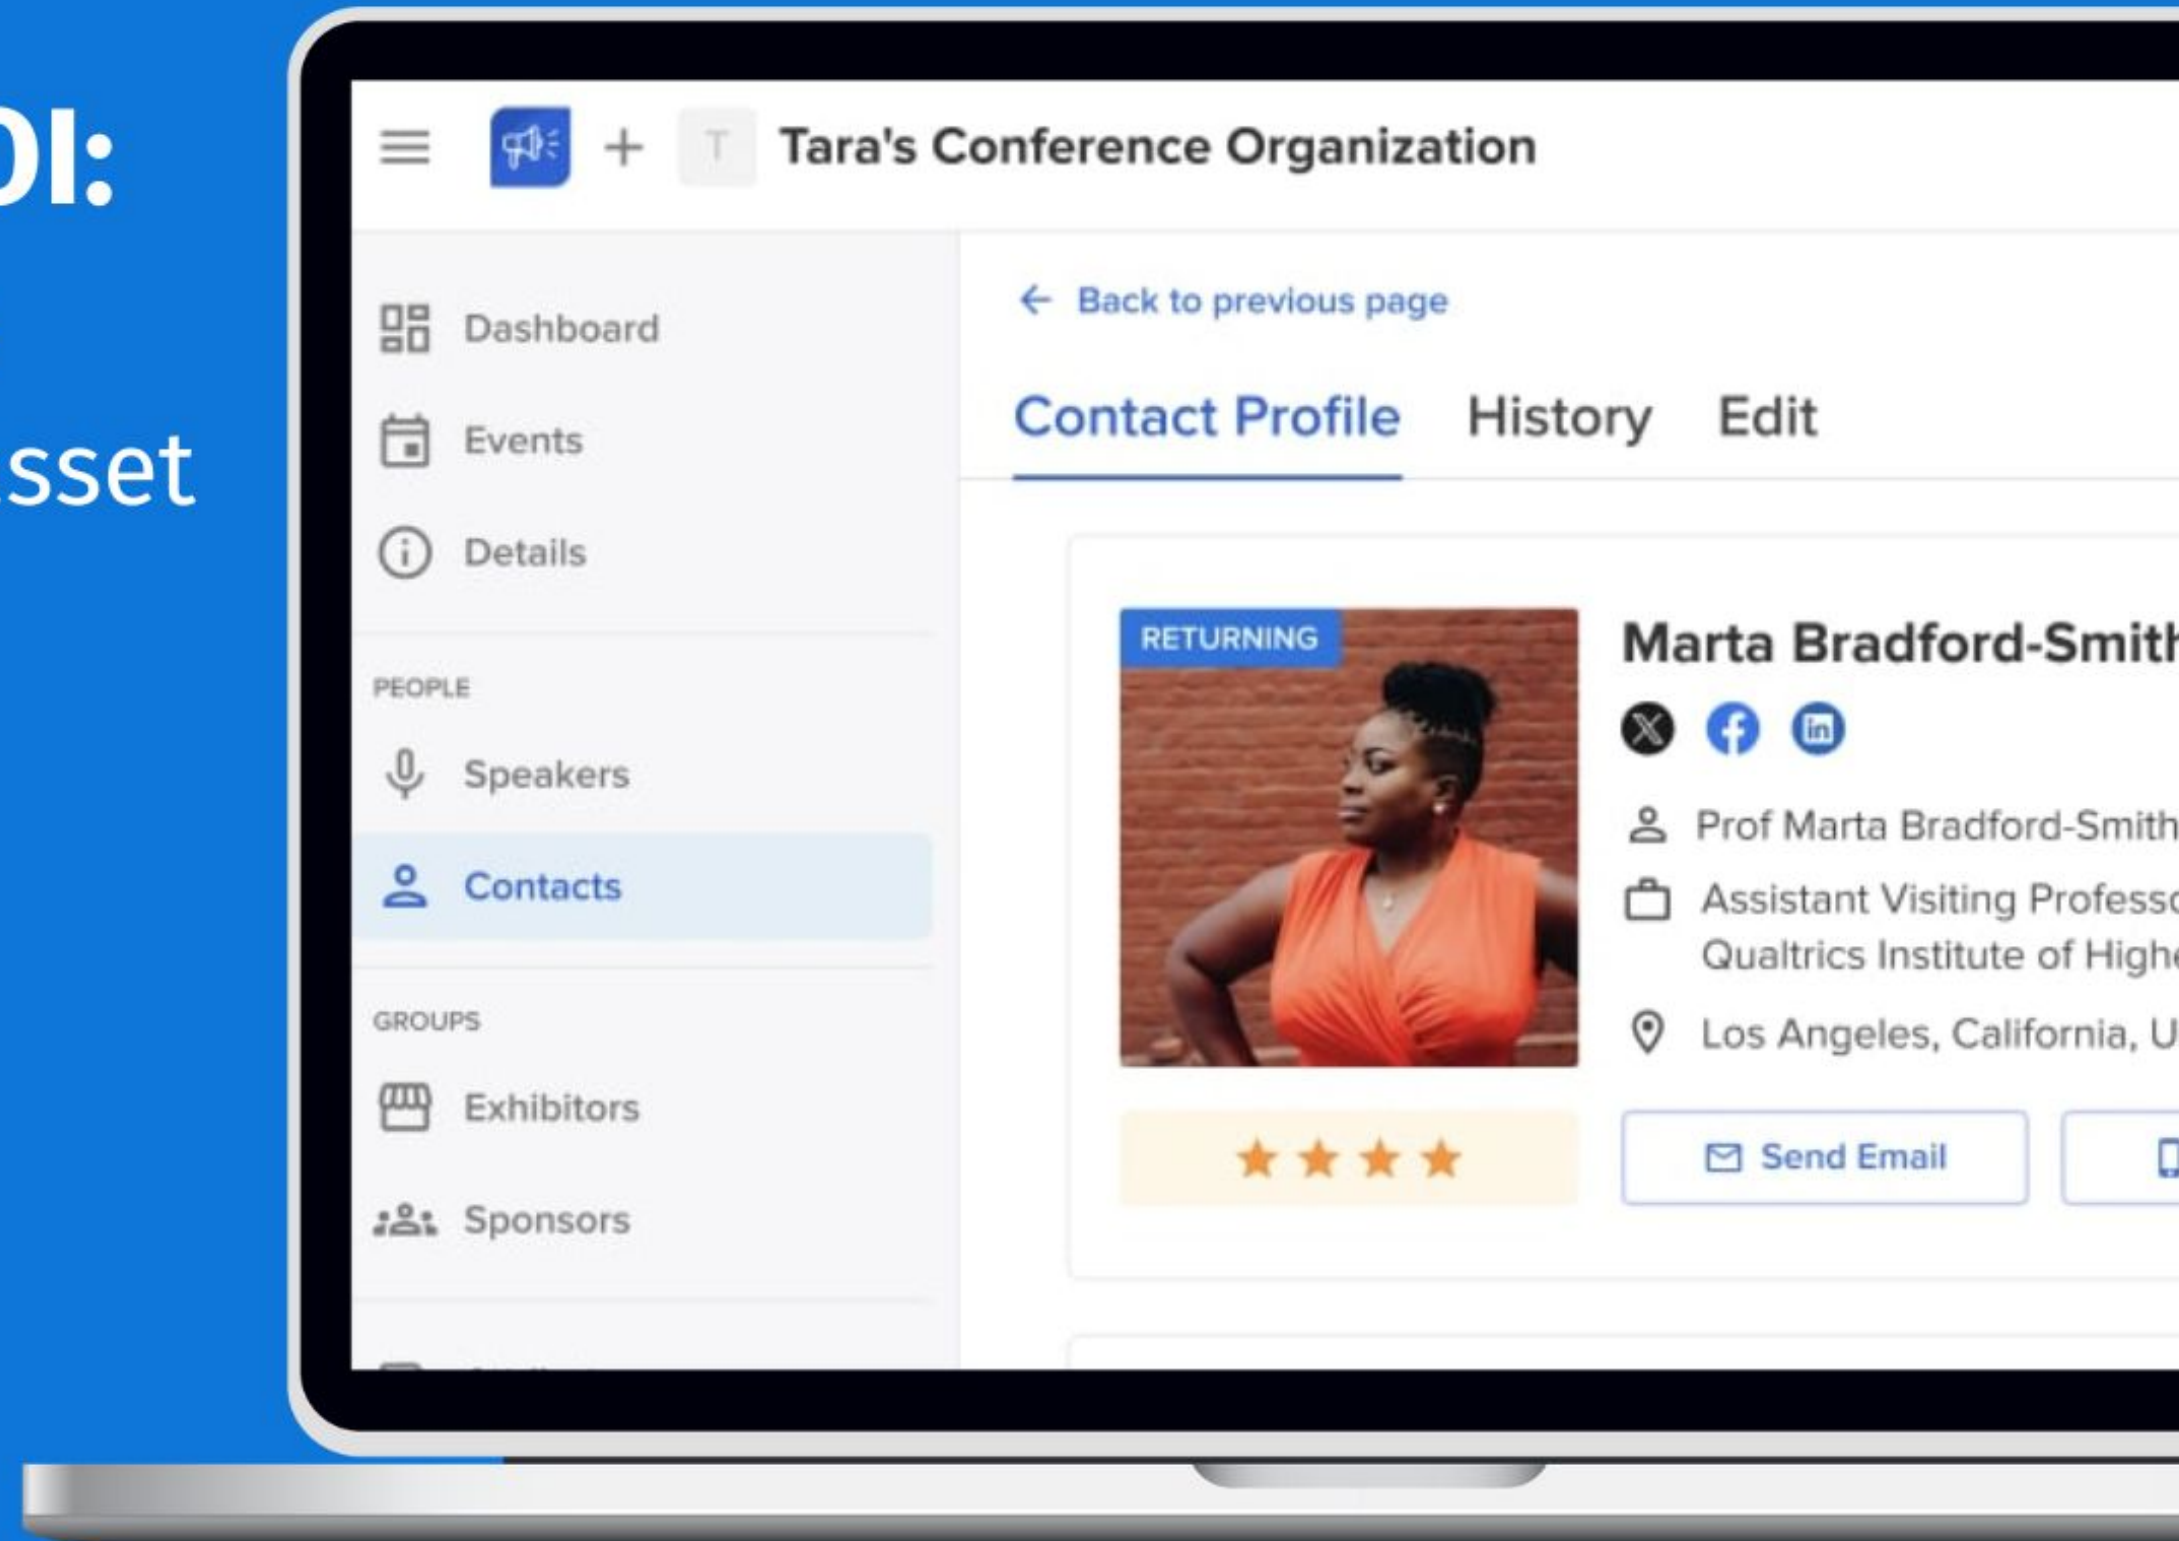 DI:
sset
T
Tara's Conference Organization
Dashboard
Events
Details
PEOPLE
Speakers
Contacts
GROUPS
Exhibitors
Sponsors
Back to previous page
Contact Profile History Edit
RETURNING
Marta Bradford-Smith
X f in
Prof Marta Bradford-Smith
Assistant Visiting Professo
Qualtrics Institute of Highe
Los Angeles, California, U
Send Email